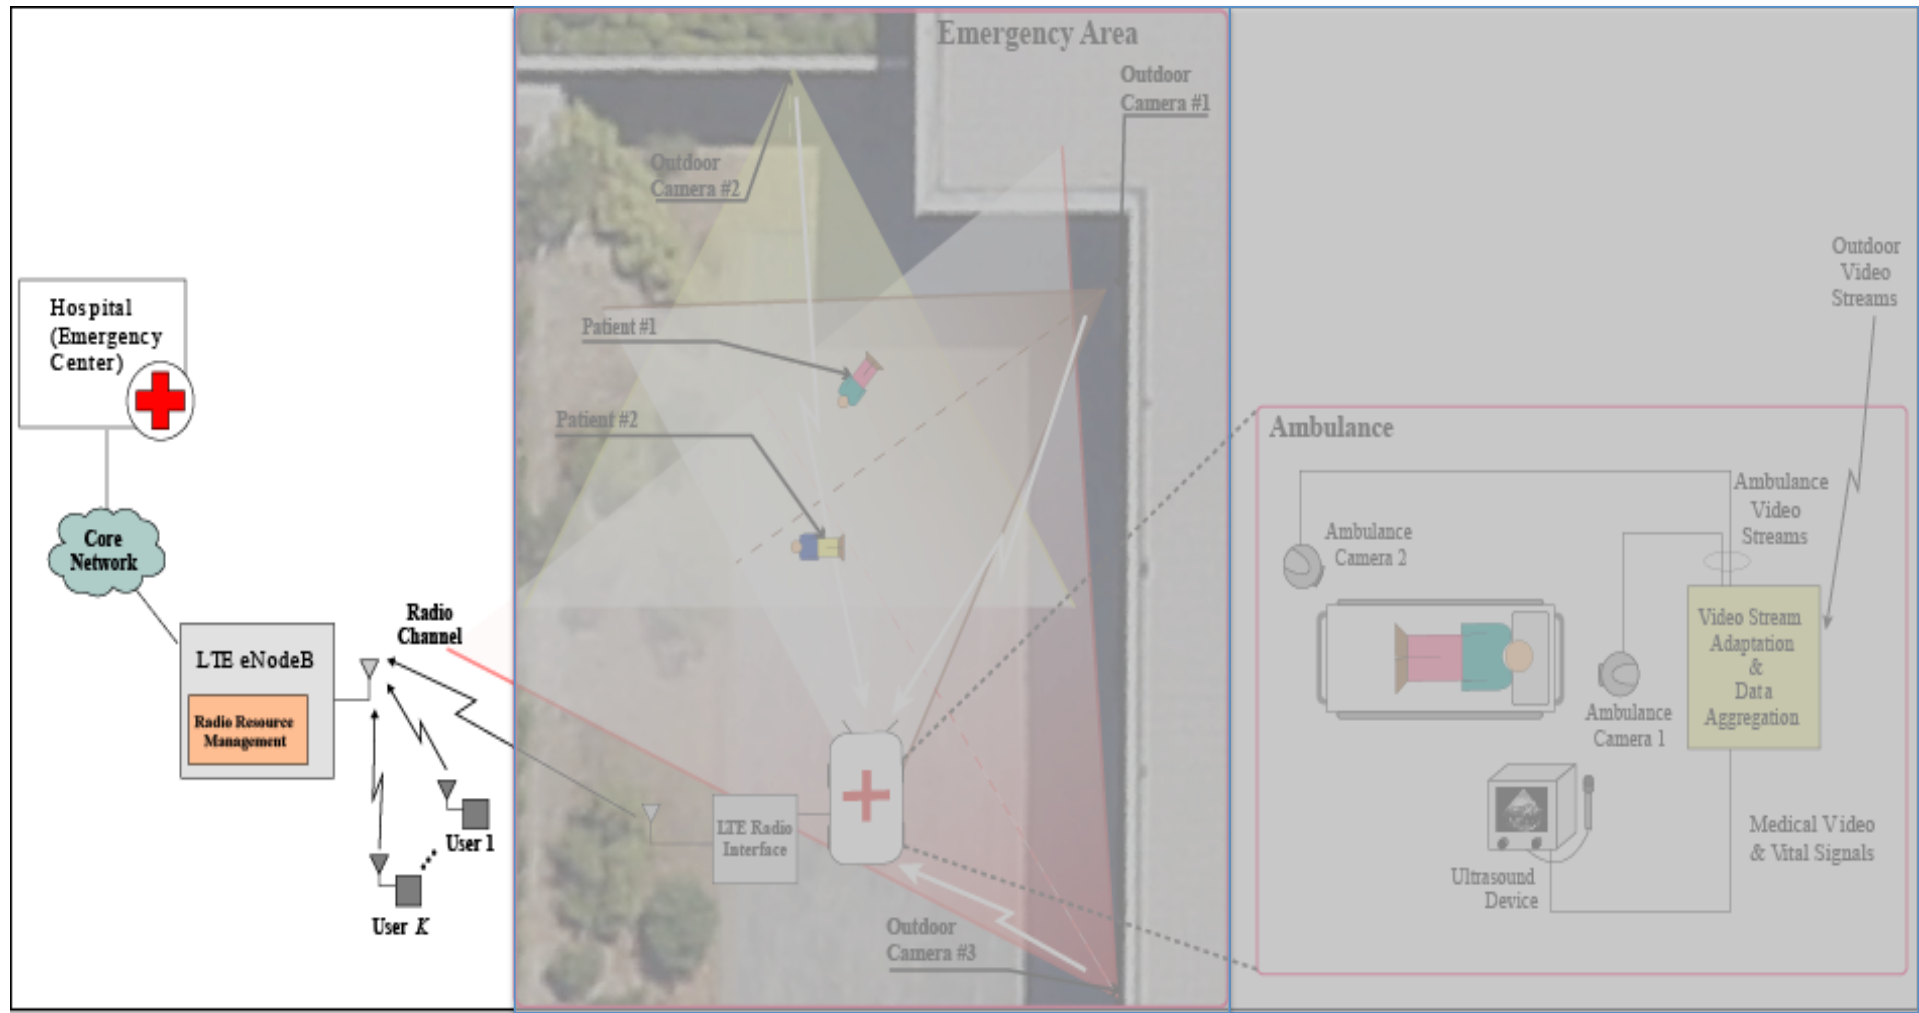 Hospital
(Emergency
Center)
Core
Network
LTE eNodeB
Radio Resource
Management
Radio
Channel
User 1
User K
Emergency Area
Outdoor
Camera #1
Outdoor
Camera #2
Patient #1
Patient #2
LTE Radio
Interface
Outdoor
Camera #3
Outdoor
Video
Streams
Ambulance
Ambulance
Video
Streams
Ambulance
Camera 2
Video Stream
Adaptation
&
Data
Aggregation
Ambulance
Camera 1
Medical Video
& Vital Signals
Ultrasound
Device